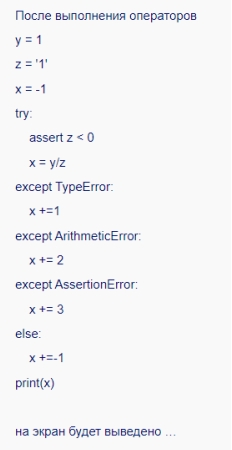 После выполнения операторов
y = 1
z = '1'
x = -1
try:
assert z < 0
x = y/z
except TypeError:
x +=1
except ArithmeticError:
x += 2
except AssertionError:
x += 3
else:
x +=-1
print(x)
на экран будет выведено …